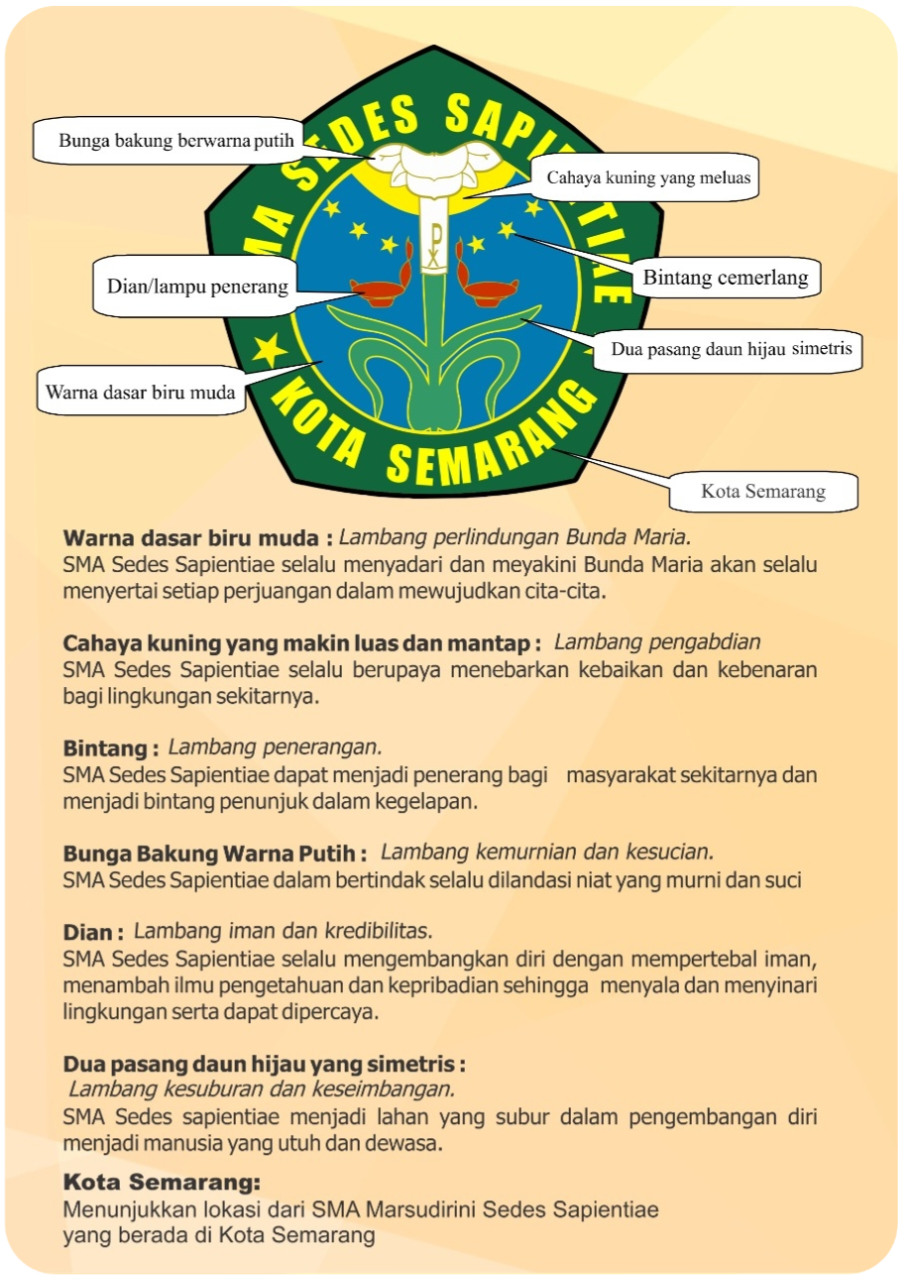 SMA SEDES SAPIENTIAE
Bunga bakung berwarna putih
Cahaya kuning yang meluas
P
X
Dian/lampu penerang
Bintang cemerlang
Dua pasang daun hijau simetris
Warna dasar biru muda
KOTA SEMARANG
Kota Semarang
Warna dasar biru muda : Lambang perlindungan Bunda Maria.
SMA Sedes Sapientiae selalu menyadari dan meyakini Bunda Maria akan selalu
menyertai setiap perjuangan dalam mewujudkan cita-cita.
Cahaya kuning yang makin luas dan mantap : Lambang pengabdian
SMA Sedes Sapientiae selalu berupaya menebarkan kebaikan dan kebenaran
bagi lingkungan sekitarnya.
Bintang : Lambang penerangan.
SMA Sedes Sapientiae dapat menjadi penerang bagi masyarakat sekitarnya dan
menjadi bintang penunjuk dalam kegelapan.
Bunga Bakung Warna Putih : Lambang kemurnian dan kesucian.
SMA Sedes Sapientiae dalam bertindak selalu dilandasi niat yang murni dan suci
Dian : Lambang iman dan kredibilitas.
SMA Sedes Sapientiae selalu mengembangkan diri dengan mempertebal iman,
menambah ilmu pengetahuan dan kepribadian sehingga menyala dan menyinari
lingkungan serta dapat dipercaya.
Dua pasang daun hijau yang simetris :
Lambang kesuburan dan keseimbangan.
SMA Sedes sapientiae menjadi lahan yang subur dalam pengembangan diri
menjadi manusia yang utuh dan dewasa.
Kota Semarang:
Menunjukkan lokasi dari SMA Marsudirini Sedes Sapientiae
yang berada di Kota Semarang